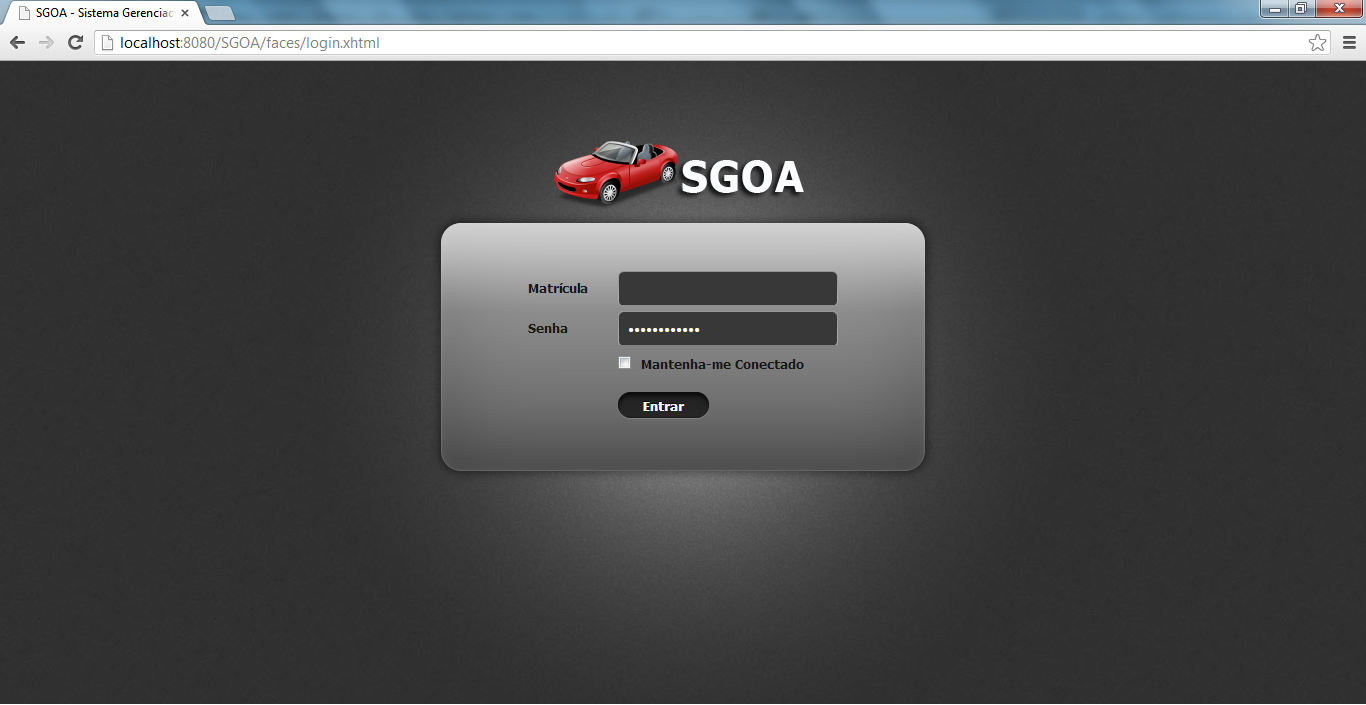 SGOA - Sistema Gerenciac
localhost:8080/SGOA/faces/login.xhtml
SGOA
Matrícula
Senha
Mantenha-me Conectado
Entrar